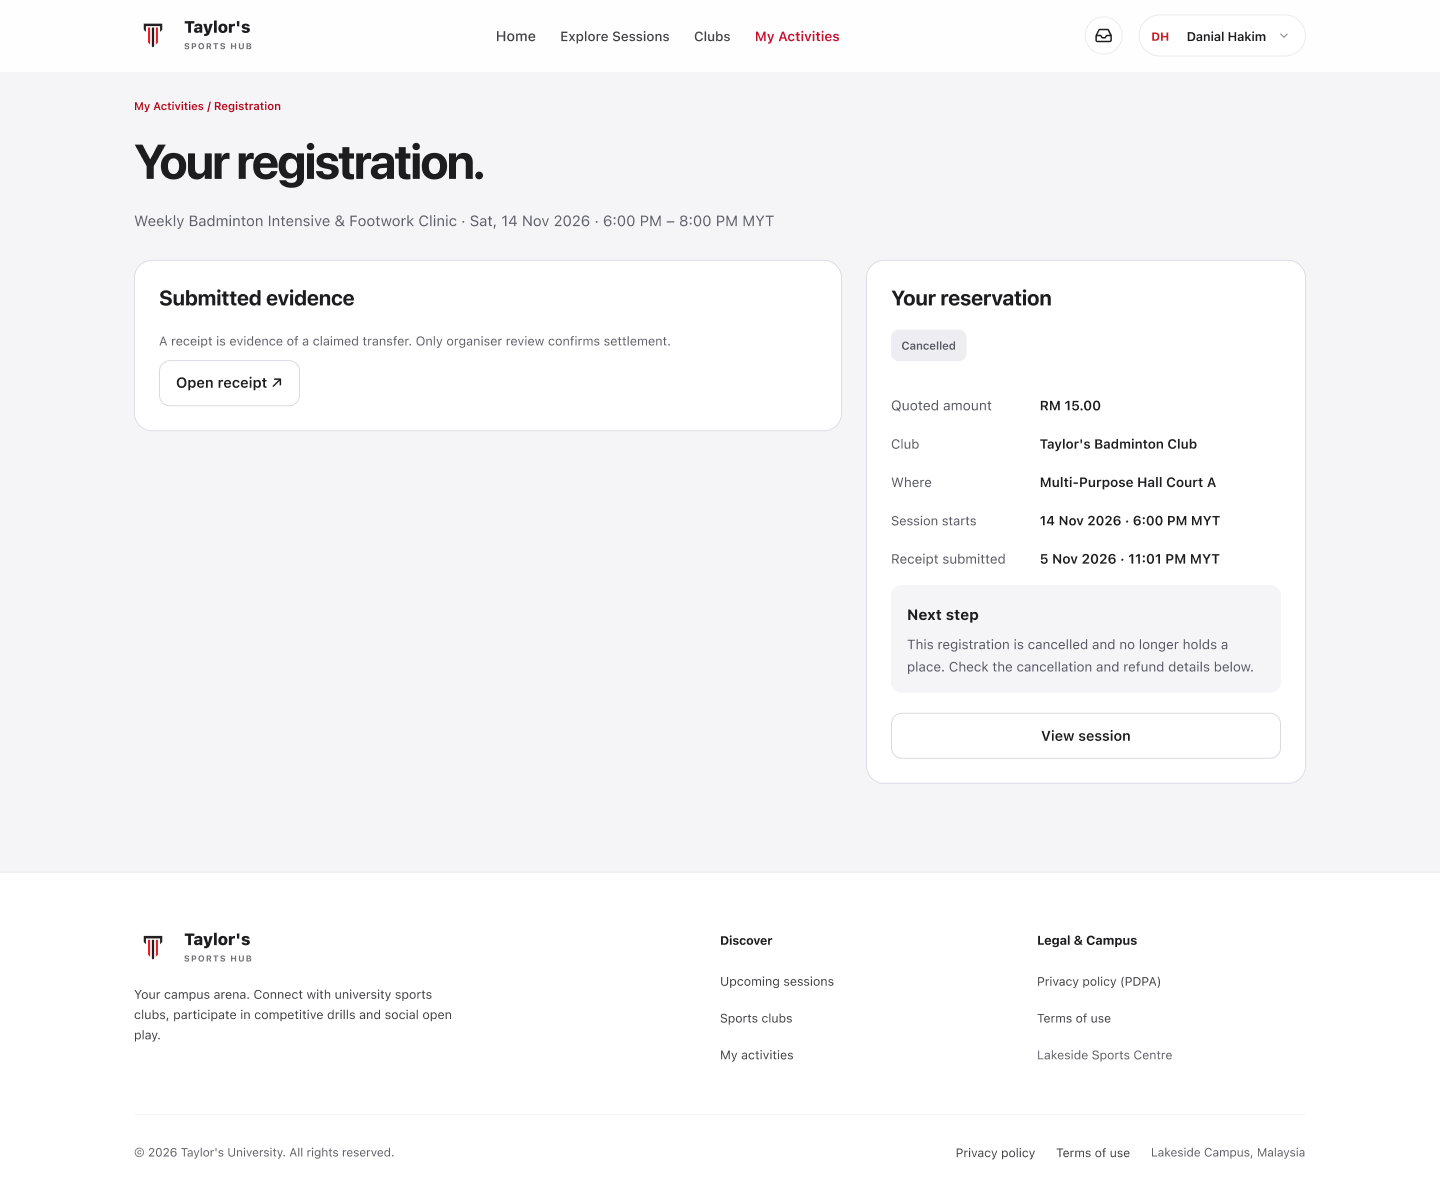 Taylor's
SPORTS HUB
Home
Explore Sessions
Clubs
My Activities
DH
Danial Hakim
My Activities / Registration
Your registration.
Weekly Badminton Intensive & Footwork Clinic · Sat, 14 Nov 2026 · 6:00 PM – 8:00 PM MYT
Submitted evidence
A receipt is evidence of a claimed transfer. Only organiser review confirms settlement.
Open receipt ↗
Your reservation
Cancelled
Quoted amount RM 15.00
Club Taylor's Badminton Club
Where Multi-Purpose Hall Court A
Session starts 14 Nov 2026 · 6:00 PM MYT
Receipt submitted 5 Nov 2026 · 11:01 PM MYT
Next step
This registration is cancelled and no longer holds a
place. Check the cancellation and refund details below.
View session
Taylor's
SPORTS HUB
Your campus arena. Connect with university sports
clubs, participate in competitive drills and social open
play.
Discover
Upcoming sessions
Sports clubs
My activities
Legal & Campus
Privacy policy (PDPA)
Terms of use
Lakeside Sports Centre
© 2026 Taylor's University. All rights reserved.
Privacy policy
Terms of use
Lakeside Campus, Malaysia